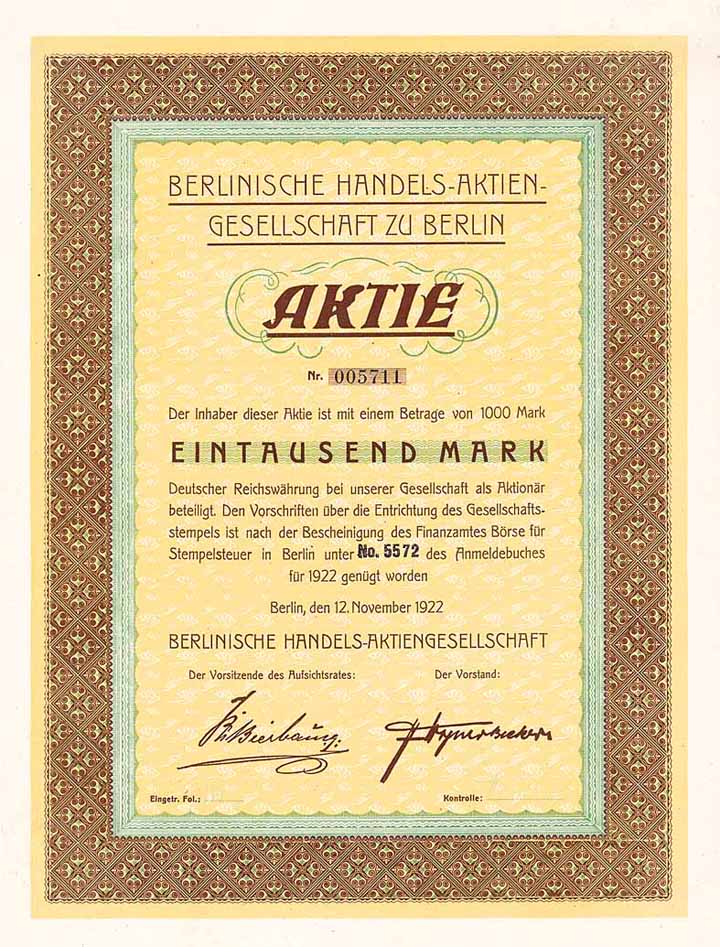 BERLINISCHE HANDELS-AKTIEN-
GESELLSCHAFT ZU BERLIN
AKTIE
Nr. 005711
Der Inhaber dieser Aktie ist mit einem Betrage von 1000 Mark
EINTAUSEND MARK
Deutscher Reichswährung bei unserer Gesellschaft als Aktionär
beteiligt. Den Vorschriften über die Entrichtung des Gesellschafts-
stempels ist nach der Bescheinigung des Finanzamtes Börse für
Stempelsteuer in Berlin unter No. 5572 des Anmeldebuches
für 1922 genügt worden
Berlin, den 12. November 1922
BERLINISCHE HANDELS-AKTIENGESELLSCHAFT
Der Vorsitzende des Aufsichtsrates: Der Vorstand:
Eingetr. Fol.: Kontrolle: